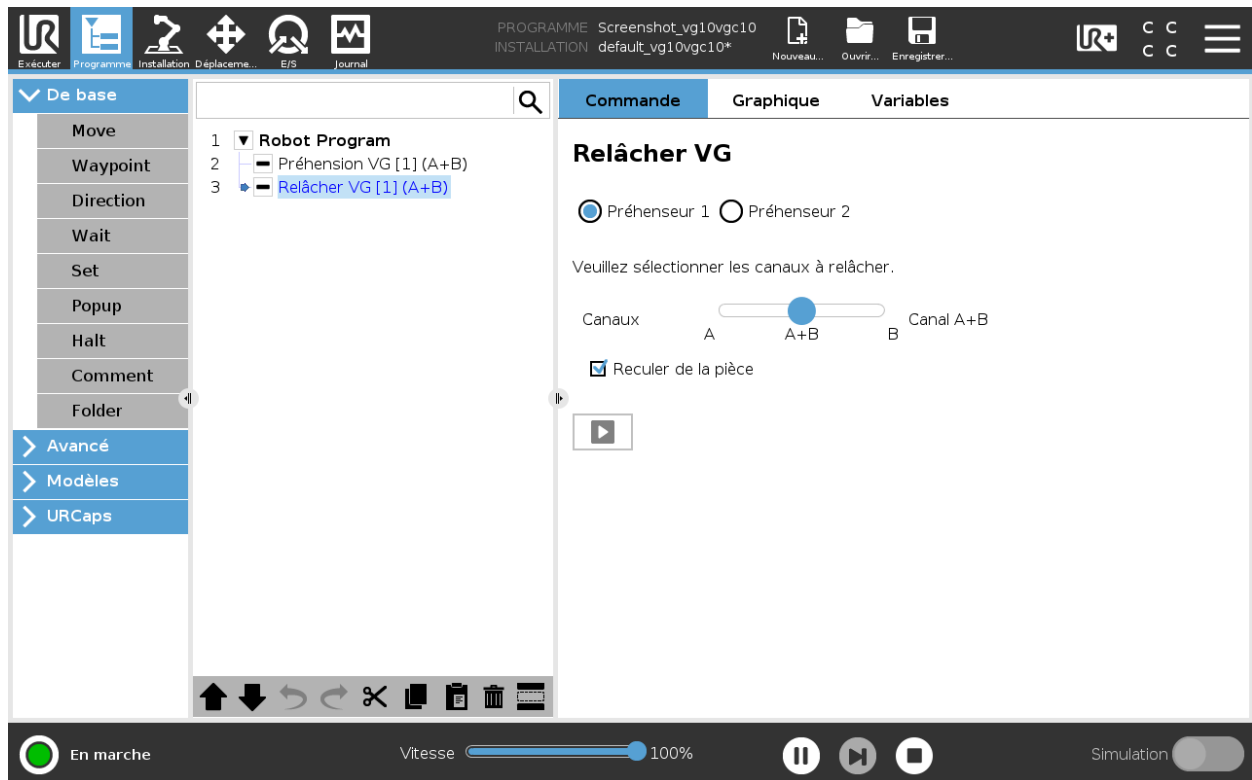 PROGRAMME Screenshot_vg10vgc10
INSTALLATION default_vg10vgc10*
UR+
C C
C C
Exécuter Programme Installation Déplaceme... E/S Journal Nouveau... Ouvrir... Enregistrer...
De base
Move
Waypoint
Direction
Wait
Set
Popup
Halt
Comment
Folder
Avancé
Modèles
URCaps
1 Robot Program
2 Préhension VG [1] (A+B)
3 Relâcher VG [1] (A+B)
Commande Graphique Variables
Relâcher VG
Préhenseur 1 Préhenseur 2
Veuillez sélectionner les canaux à relâcher.
Canaux
A A+B B Canal A+B
Reculer de la pièce
En marche Vitesse 100% Simulation